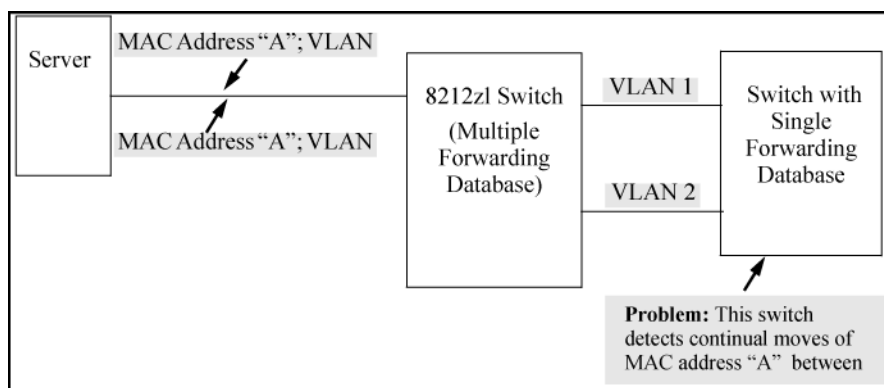 Server
MAC Address “A”; VLAN
MAC Address “A”; VLAN
8212zl Switch
(Multiple
Forwarding
Database)
VLAN 1
VLAN 2
Switch with
Single
Forwarding
Database
Problem: This switch
detects continual moves of
MAC address “A” between